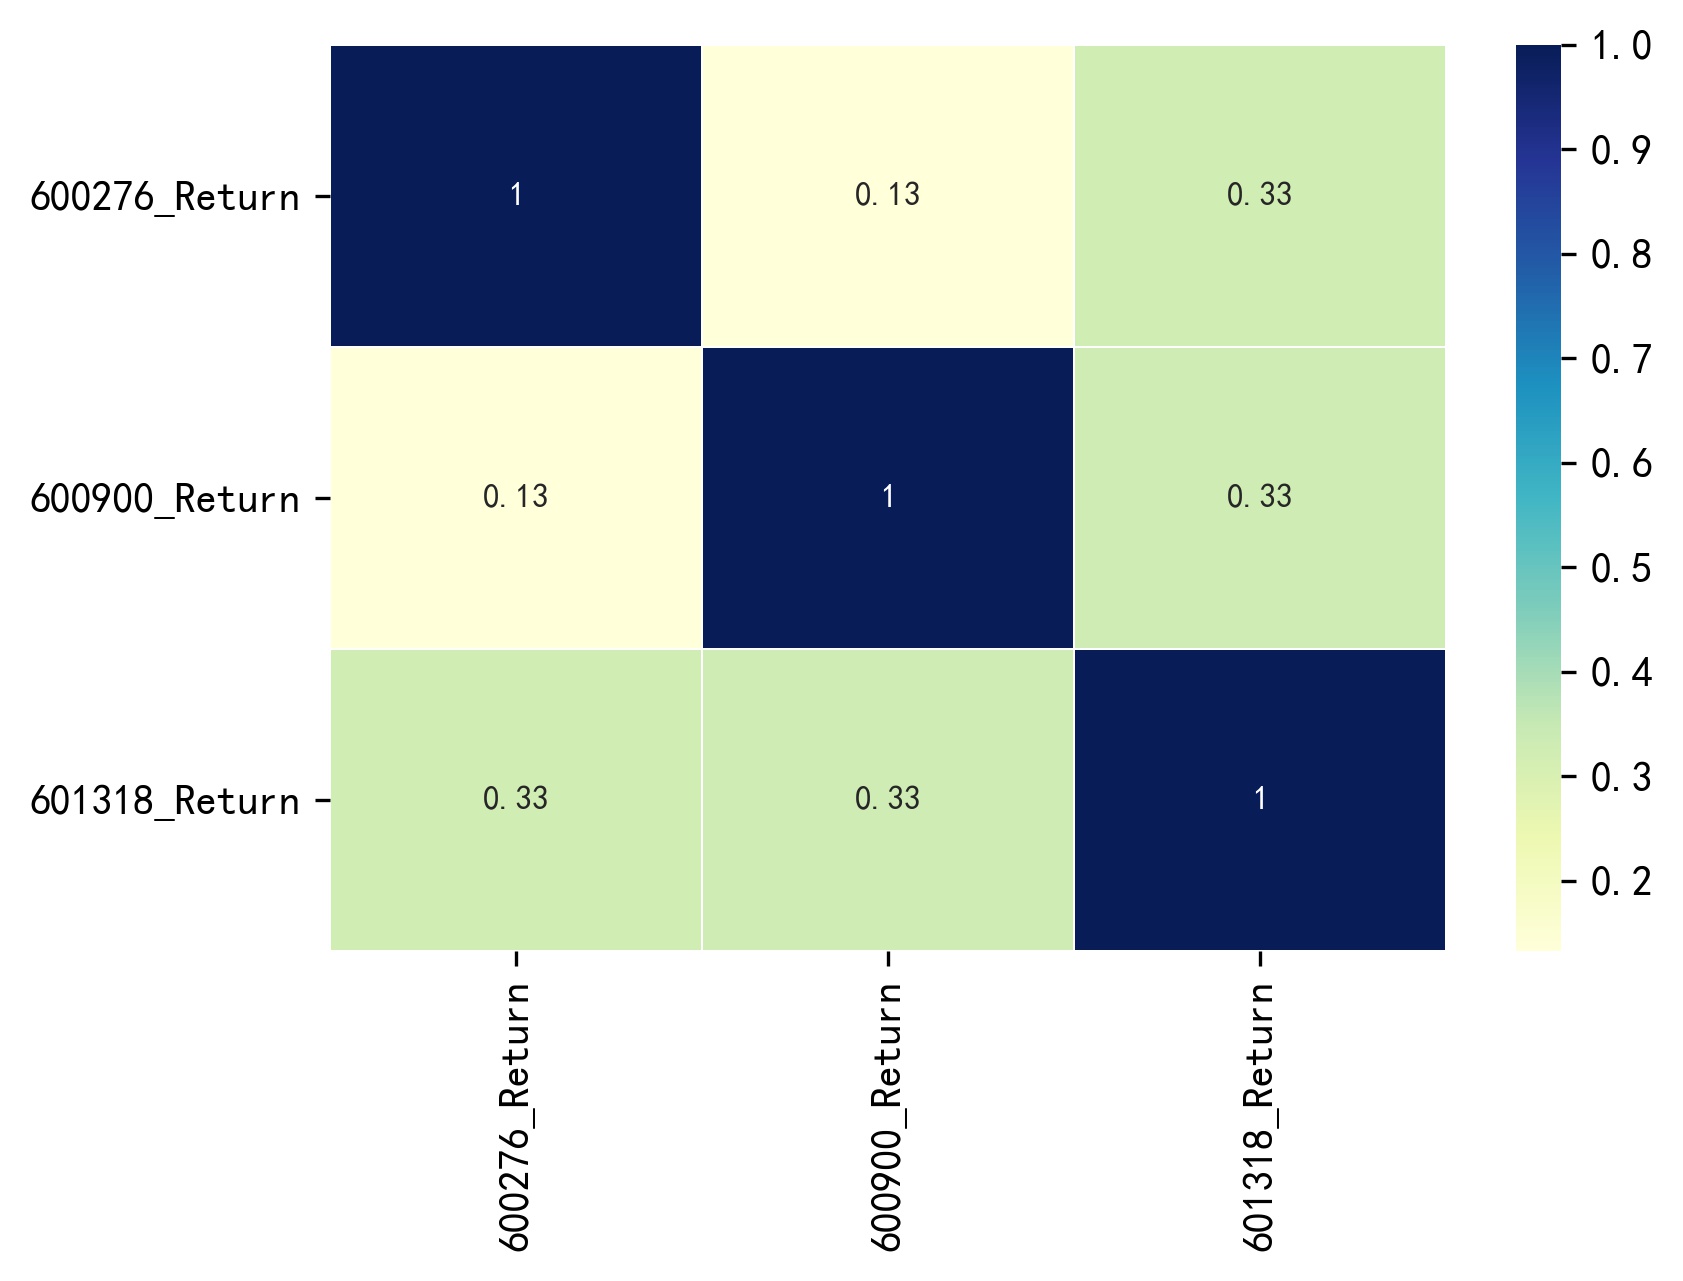 600276_Return 1 0.13 0.33
600900_Return 0.13 1 0.33
601318_Return 0.33 0.33 1
600276_Return 600900_Return 601318_Return
1.0
0.9
0.8
0.7
0.6
0.5
0.4
0.3
0.2